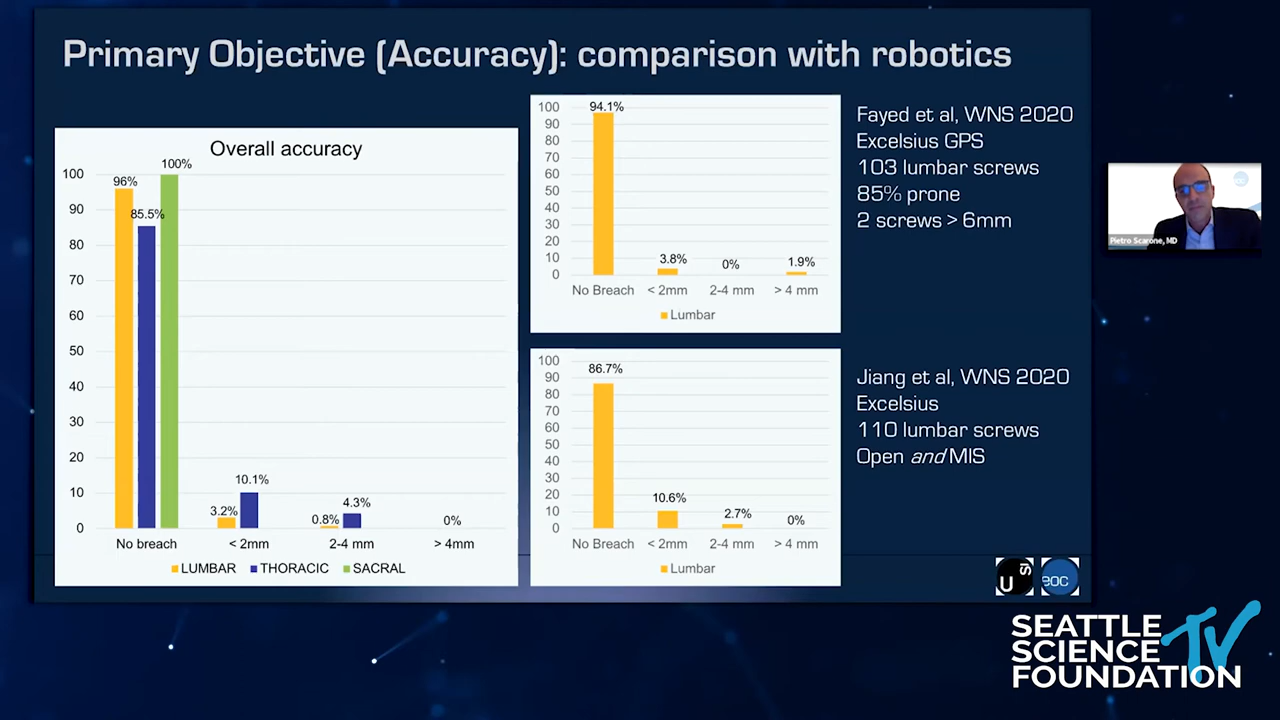 Primary Objective (Accuracy): comparison with robotics
Overall accuracy
100
90
80
70
60
50
40
30
20
10
0
96%
85.5%
100%
3.2%
10.1%
0.8%
4.3%
0%
No breach
< 2mm
2-4 mm
> 4mm
LUMBAR THORACIC SACRAL
100
90
80
70
60
50
40
30
20
10
0
94.1%
3.8%
0%
1.9%
No Breach
< 2mm
2-4 mm
> 4 mm
Lumbar
Fayed et al, WNS 2020
Excelsius GPS
103 lumbar screws
85% prone
2 screws > 6mm
100
90
80
70
60
50
40
30
20
10
0
86.7%
10.6%
2.7%
0%
No Breach
< 2mm
2-4 mm
> 4 mm
Lumbar
Jiang et al, WNS 2020
Excelsius
110 lumbar screws
Open and MIS
Pietro Scarone, MD
U SI
eoc
SEATTLE
SCIENCE TV
FOUNDATION